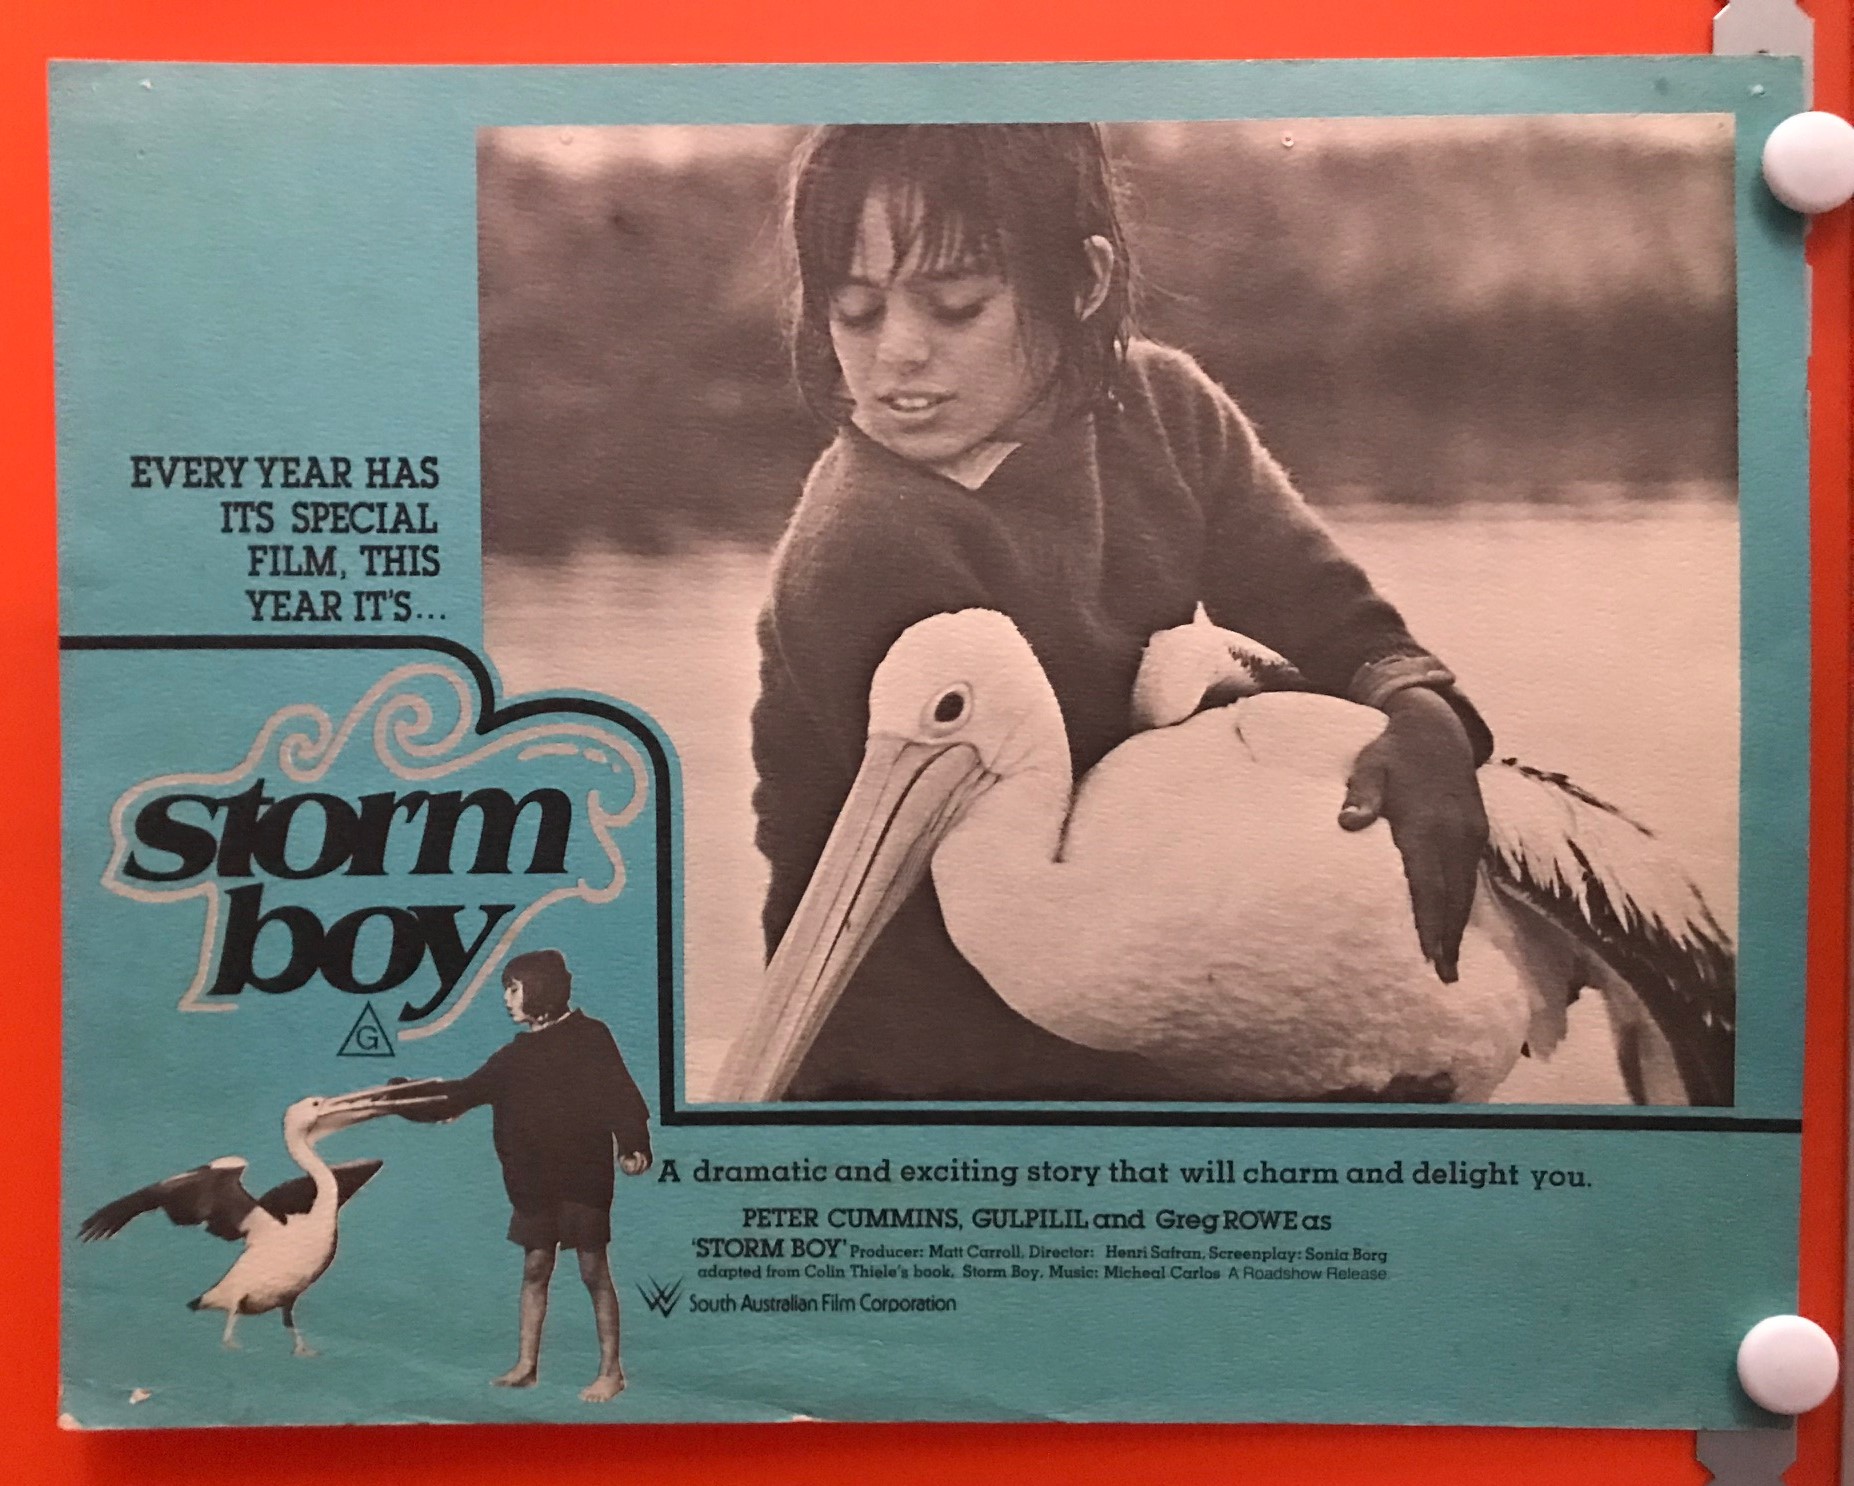 EVERY YEAR HAS
ITS SPECIAL
FILM, THIS
YEAR IT'S...
storm
boy
G
A dramatic and exciting story that will charm and delight you.
PETER CUMMINS, GULPILIL and Greg ROWE as
'STORM BOY' Producer: Matt Carroll, Director: Henri Safran, Screenplay: Sonia Borg
adapted from Colin Thiele's book, Storm Boy. Music: Micheal Carlos A Roadshow Release
South Australian Film Corporation